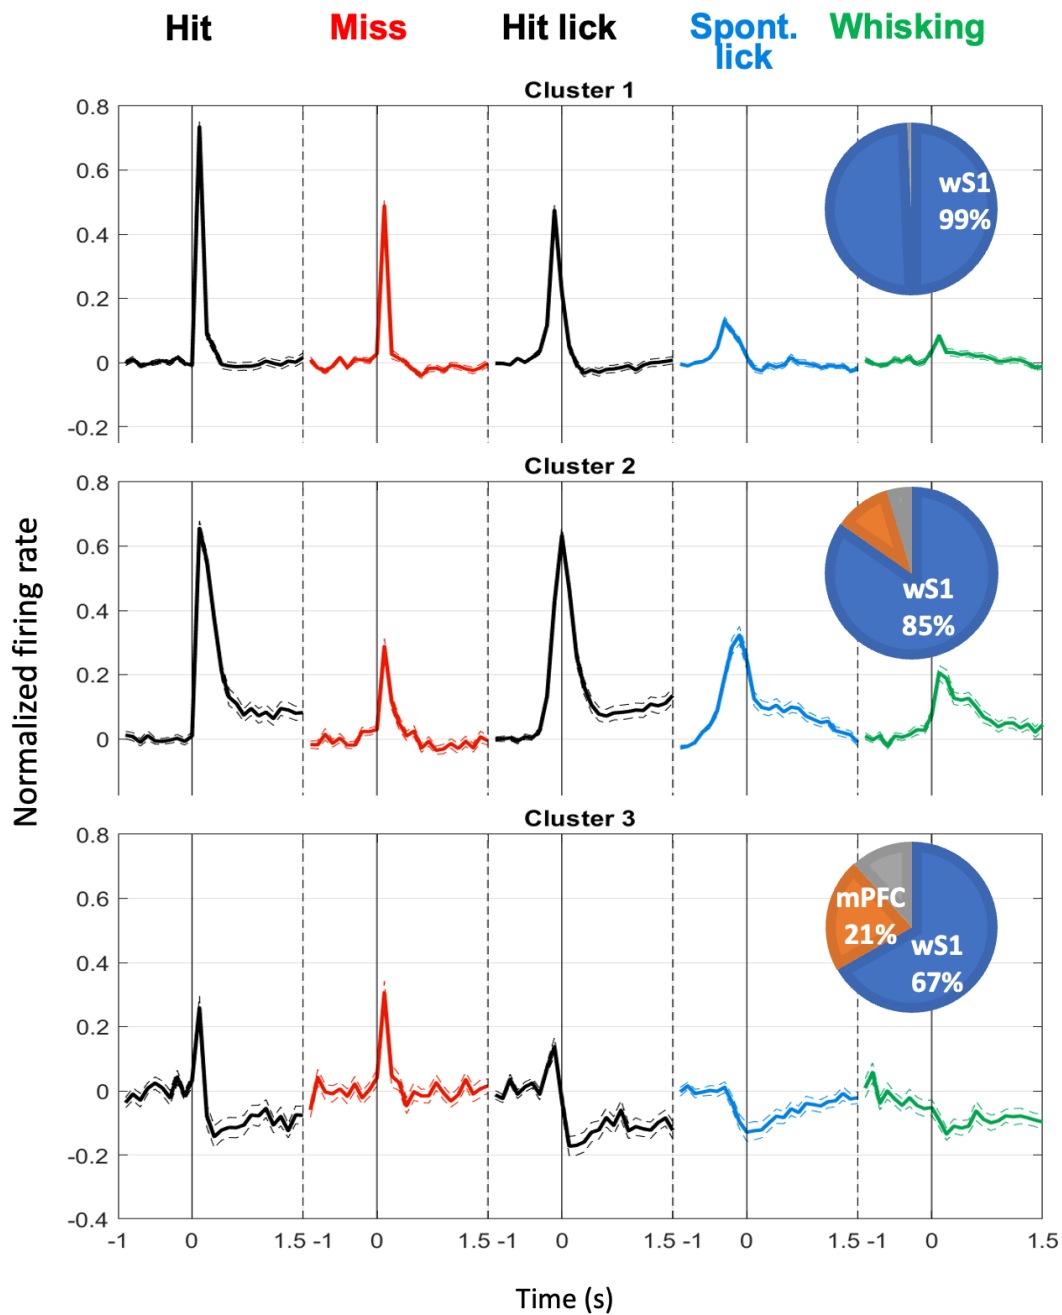 Hit Miss Hit lick Spont. lick Whisking
Cluster 1
0.8
0.6
0.4
0.2
0
-0.2
wS1
99%
Cluster 2
0.8
0.6
0.4
0.2
0
wS1
85%
Normalized firing rate
Cluster 3
0.8
0.6
0.4
0.2
0
-0.2
-0.4
mPFC
21%
wS1
67%
-1 0 1.5 -1 0 1.5 -1 0 1.5 -1 0 1.5 -1 0 1.5
Time (s)